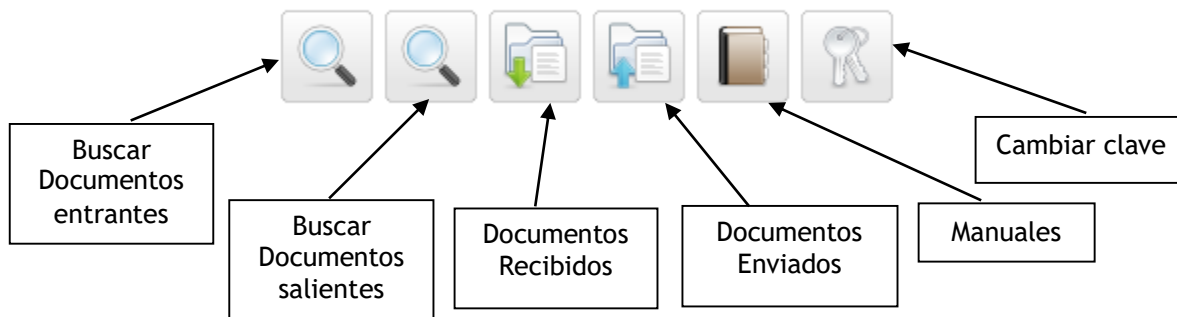 Buscar
Documentos
entrantes
Buscar
Documentos
salientes
Documentos
Recibidos
Documentos
Enviados
Manuales
Cambiar clave